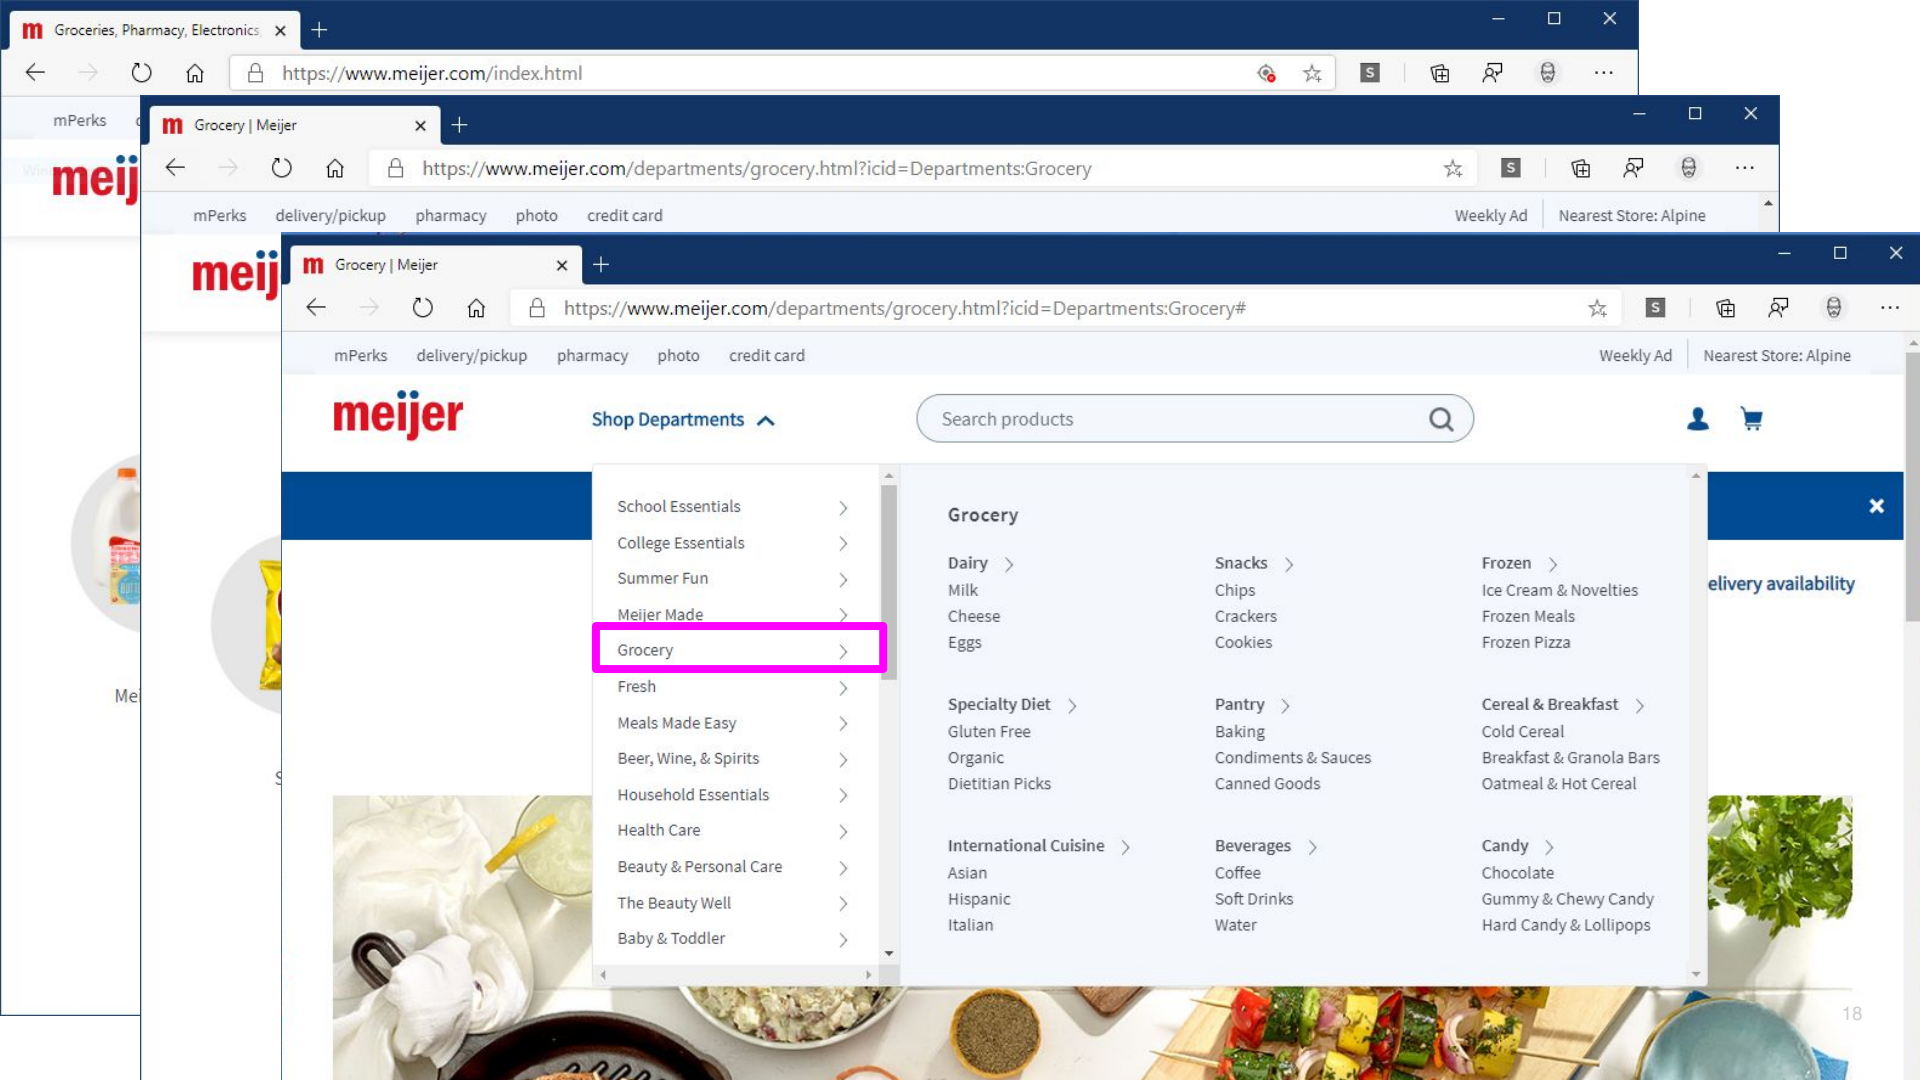 Groceries, Pharmacy, Electronics
https://www.meijer.com/index.html
mPerks
meij
Mei
Grocery | Meijer
https://www.meijer.com/departments/grocery.html?icid=Departments:Grocery
mPerks delivery/pickup pharmacy photo credit card Weekly Ad Nearest Store: Alpine
meij
S
Grocery | Meijer
https://www.meijer.com/departments/grocery.html?icid=Departments:Grocery#
mPerks delivery/pickup pharmacy photo credit card Weekly Ad Nearest Store: Alpine
meijer Shop Departments Search products
School Essentials
College Essentials
Summer Fun
Meijer Made
Grocery
Fresh
Meals Made Easy
Beer, Wine, & Spirits
Household Essentials
Health Care
Beauty & Personal Care
The Beauty Well
Baby & Toddler
Grocery
Dairy
Milk
Cheese
Eggs
Snacks
Chips
Crackers
Cookies
Frozen
Ice Cream & Novelties
Frozen Meals
Frozen Pizza
Specialty Diet
Gluten Free
Organic
Dietitian Picks
Pantry
Baking
Condiments & Sauces
Canned Goods
Cereal & Breakfast
Cold Cereal
Breakfast & Granola Bars
Oatmeal & Hot Cereal
International Cuisine
Asian
Hispanic
Italian
Beverages
Coffee
Soft Drinks
Water
Candy
Chocolate
Gummy & Chewy Candy
Hard Candy & Lollipops
elivery availability
18